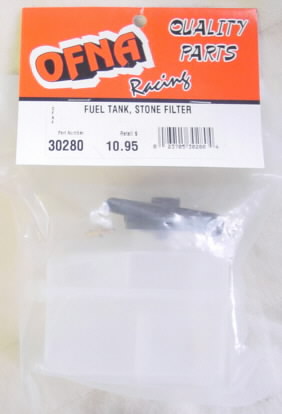 OFNA
Racing
QUALITY
PARTS
FUEL TANK, STONE FILTER
Part Number
Retail $
30280
10.95